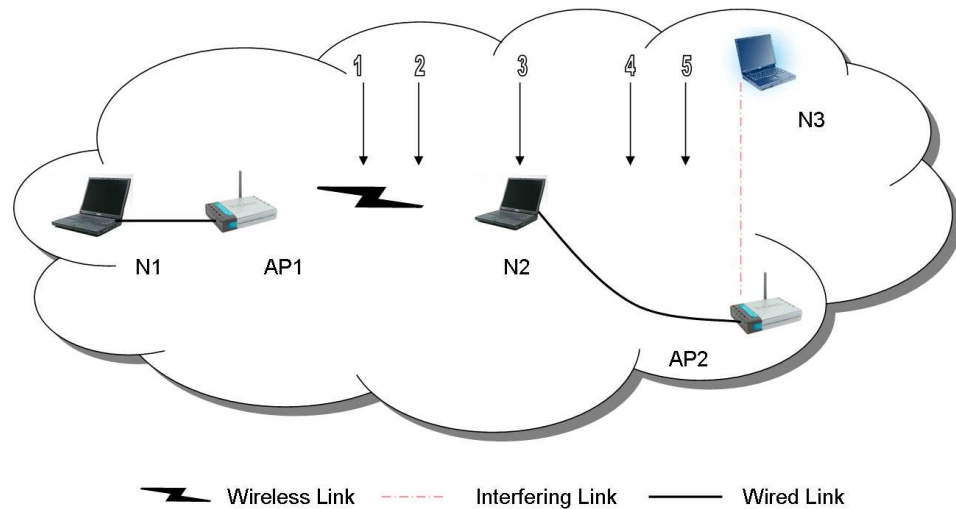 1 2 3 4 5
N3
N1 AP1 N2
AP2
Wireless Link Interfering Link Wired Link